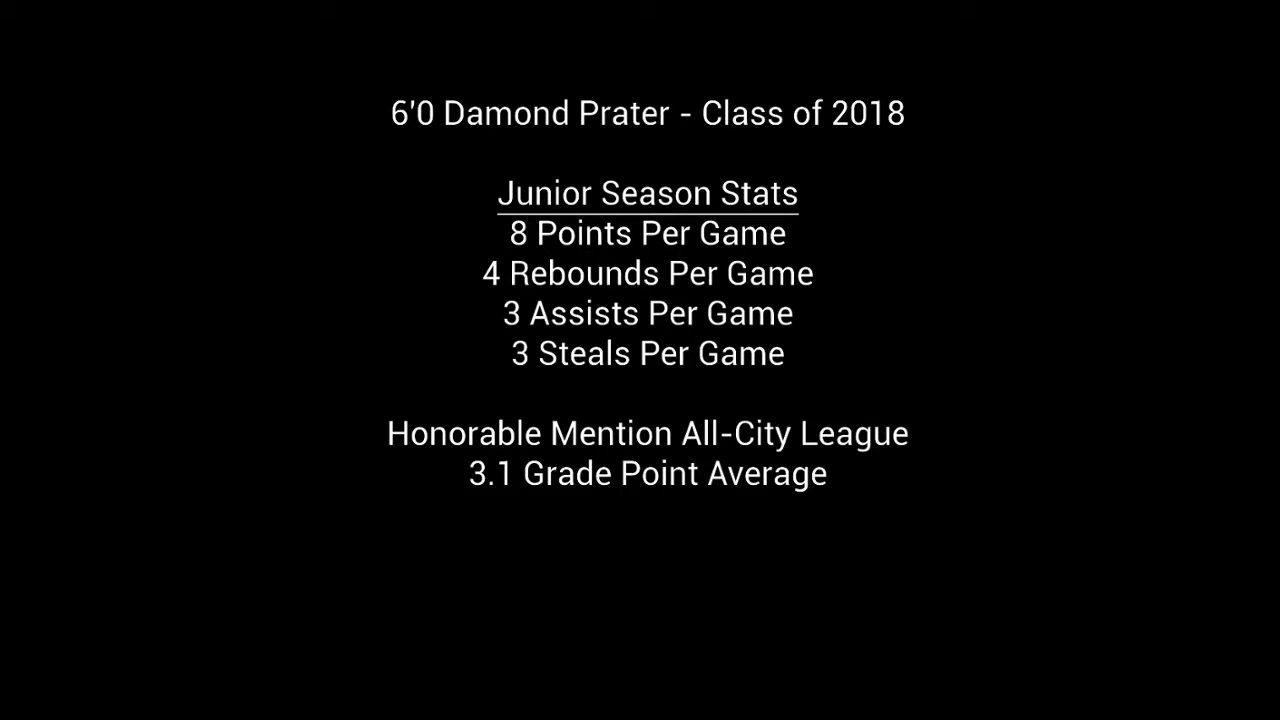 6'0 Damond Prater - Class of 2018
Junior Season Stats
8 Points Per Game
4 Rebounds Per Game
3 Assists Per Game
3 Steals Per Game
Honorable Mention All-City League
3.1 Grade Point Average